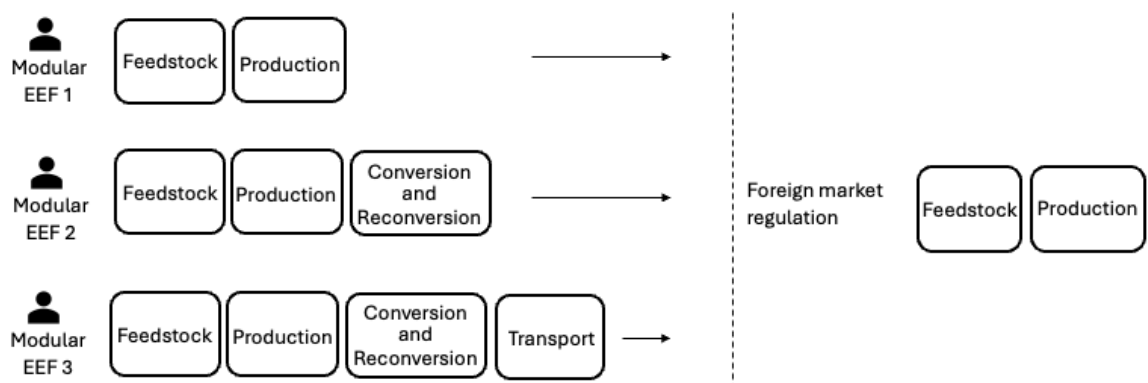 Modular
EEF 1
Feedstock
Production
Modular
EEF 2
Feedstock
Production
Conversion
and
Reconversion
Foreign market
regulation
Feedstock
Production
Modular
EEF 3
Feedstock
Production
Conversion
and
Reconversion
Transport